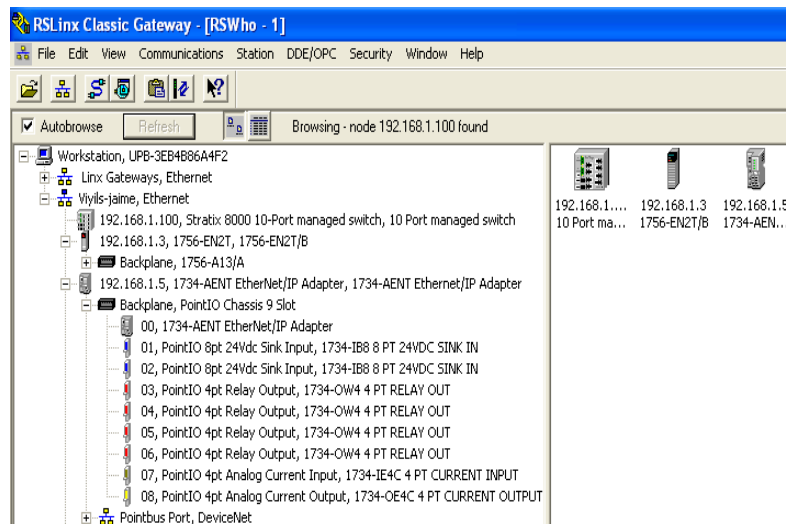 RSLinx Classic Gateway - [RSWho - 1]
File Edit View Communications Station DDE/OPC Security Window Help
Autobrowse Refresh Browsing - node 192.168.1.100 found
Workstation, UPB-3EB4B86A4F2
Linx Gateways, Ethernet
Viyils-jaime, Ethernet
192.168.1.100, Stratix 8000 10-Port managed switch, 10 Port managed switch
192.168.1.3, 1756-EN2T, 1756-EN2T/B
Backplane, 1756-A13/A
192.168.1.5, 1734-AENT EtherNet/IP Adapter, 1734-AENT Ethernet/IP Adapter
Backplane, PointIO Chassis 9 Slot
00, 1734-AENT EtherNet/IP Adapter
01, PointIO 8pt 24Vdc Sink Input, 1734-IB8 8 PT 24VDC SINK IN
02, PointIO 8pt 24Vdc Sink Input, 1734-IB8 8 PT 24VDC SINK IN
03, PointIO 4pt Relay Output, 1734-OW4 4 PT RELAY OUT
04, PointIO 4pt Relay Output, 1734-OW4 4 PT RELAY OUT
05, PointIO 4pt Relay Output, 1734-OW4 4 PT RELAY OUT
06, PointIO 4pt Relay Output, 1734-OW4 4 PT RELAY OUT
07, PointIO 4pt Analog Current Input, 1734-IE4C 4 PT CURRENT INPUT
08, PointIO 4pt Analog Current Output, 1734-OE4C 4 PT CURRENT OUTPUT
Pointbus Port, DeviceNet
192.168.1.... 192.168.1.3 192.168.1.5
10 Port ma... 1756-EN2T/B 1734-AEN...